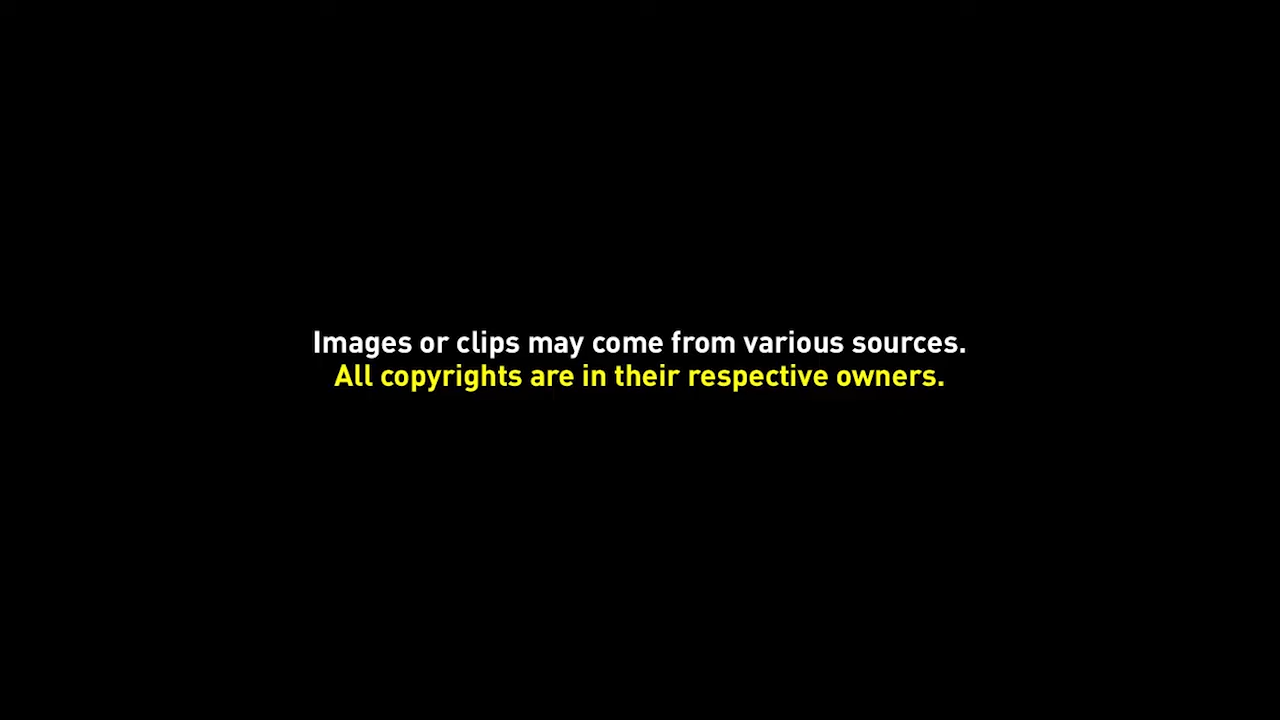 Images or clips may come from various sources.
All copyrights are in their respective owners.